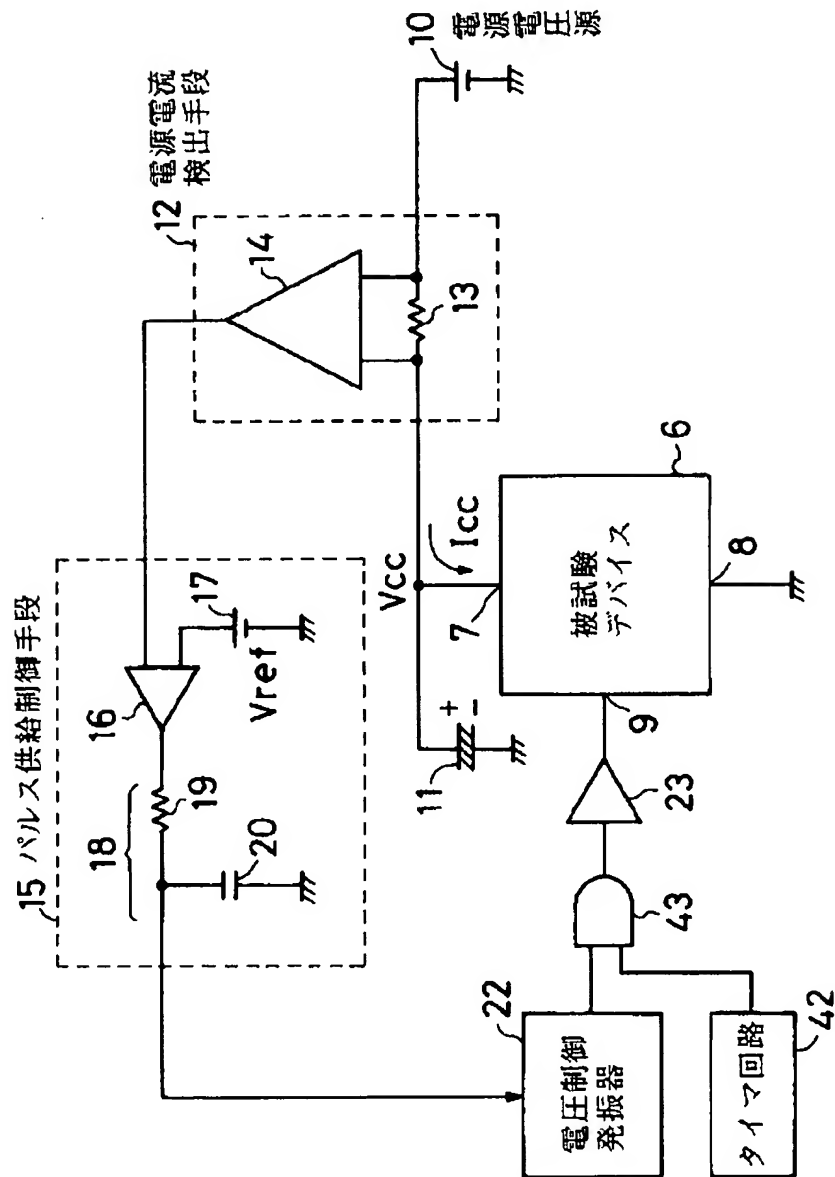 15 パルス供給制御手段
18
16
19
20
17
Vref
12 電源電流
検出手段
14
13
10
電源電圧源
Vcc
Icc
11
+
−
7
被試験
デバイス
6
8
9
23
43
22
電圧制御
発振器
タイマ回路
42